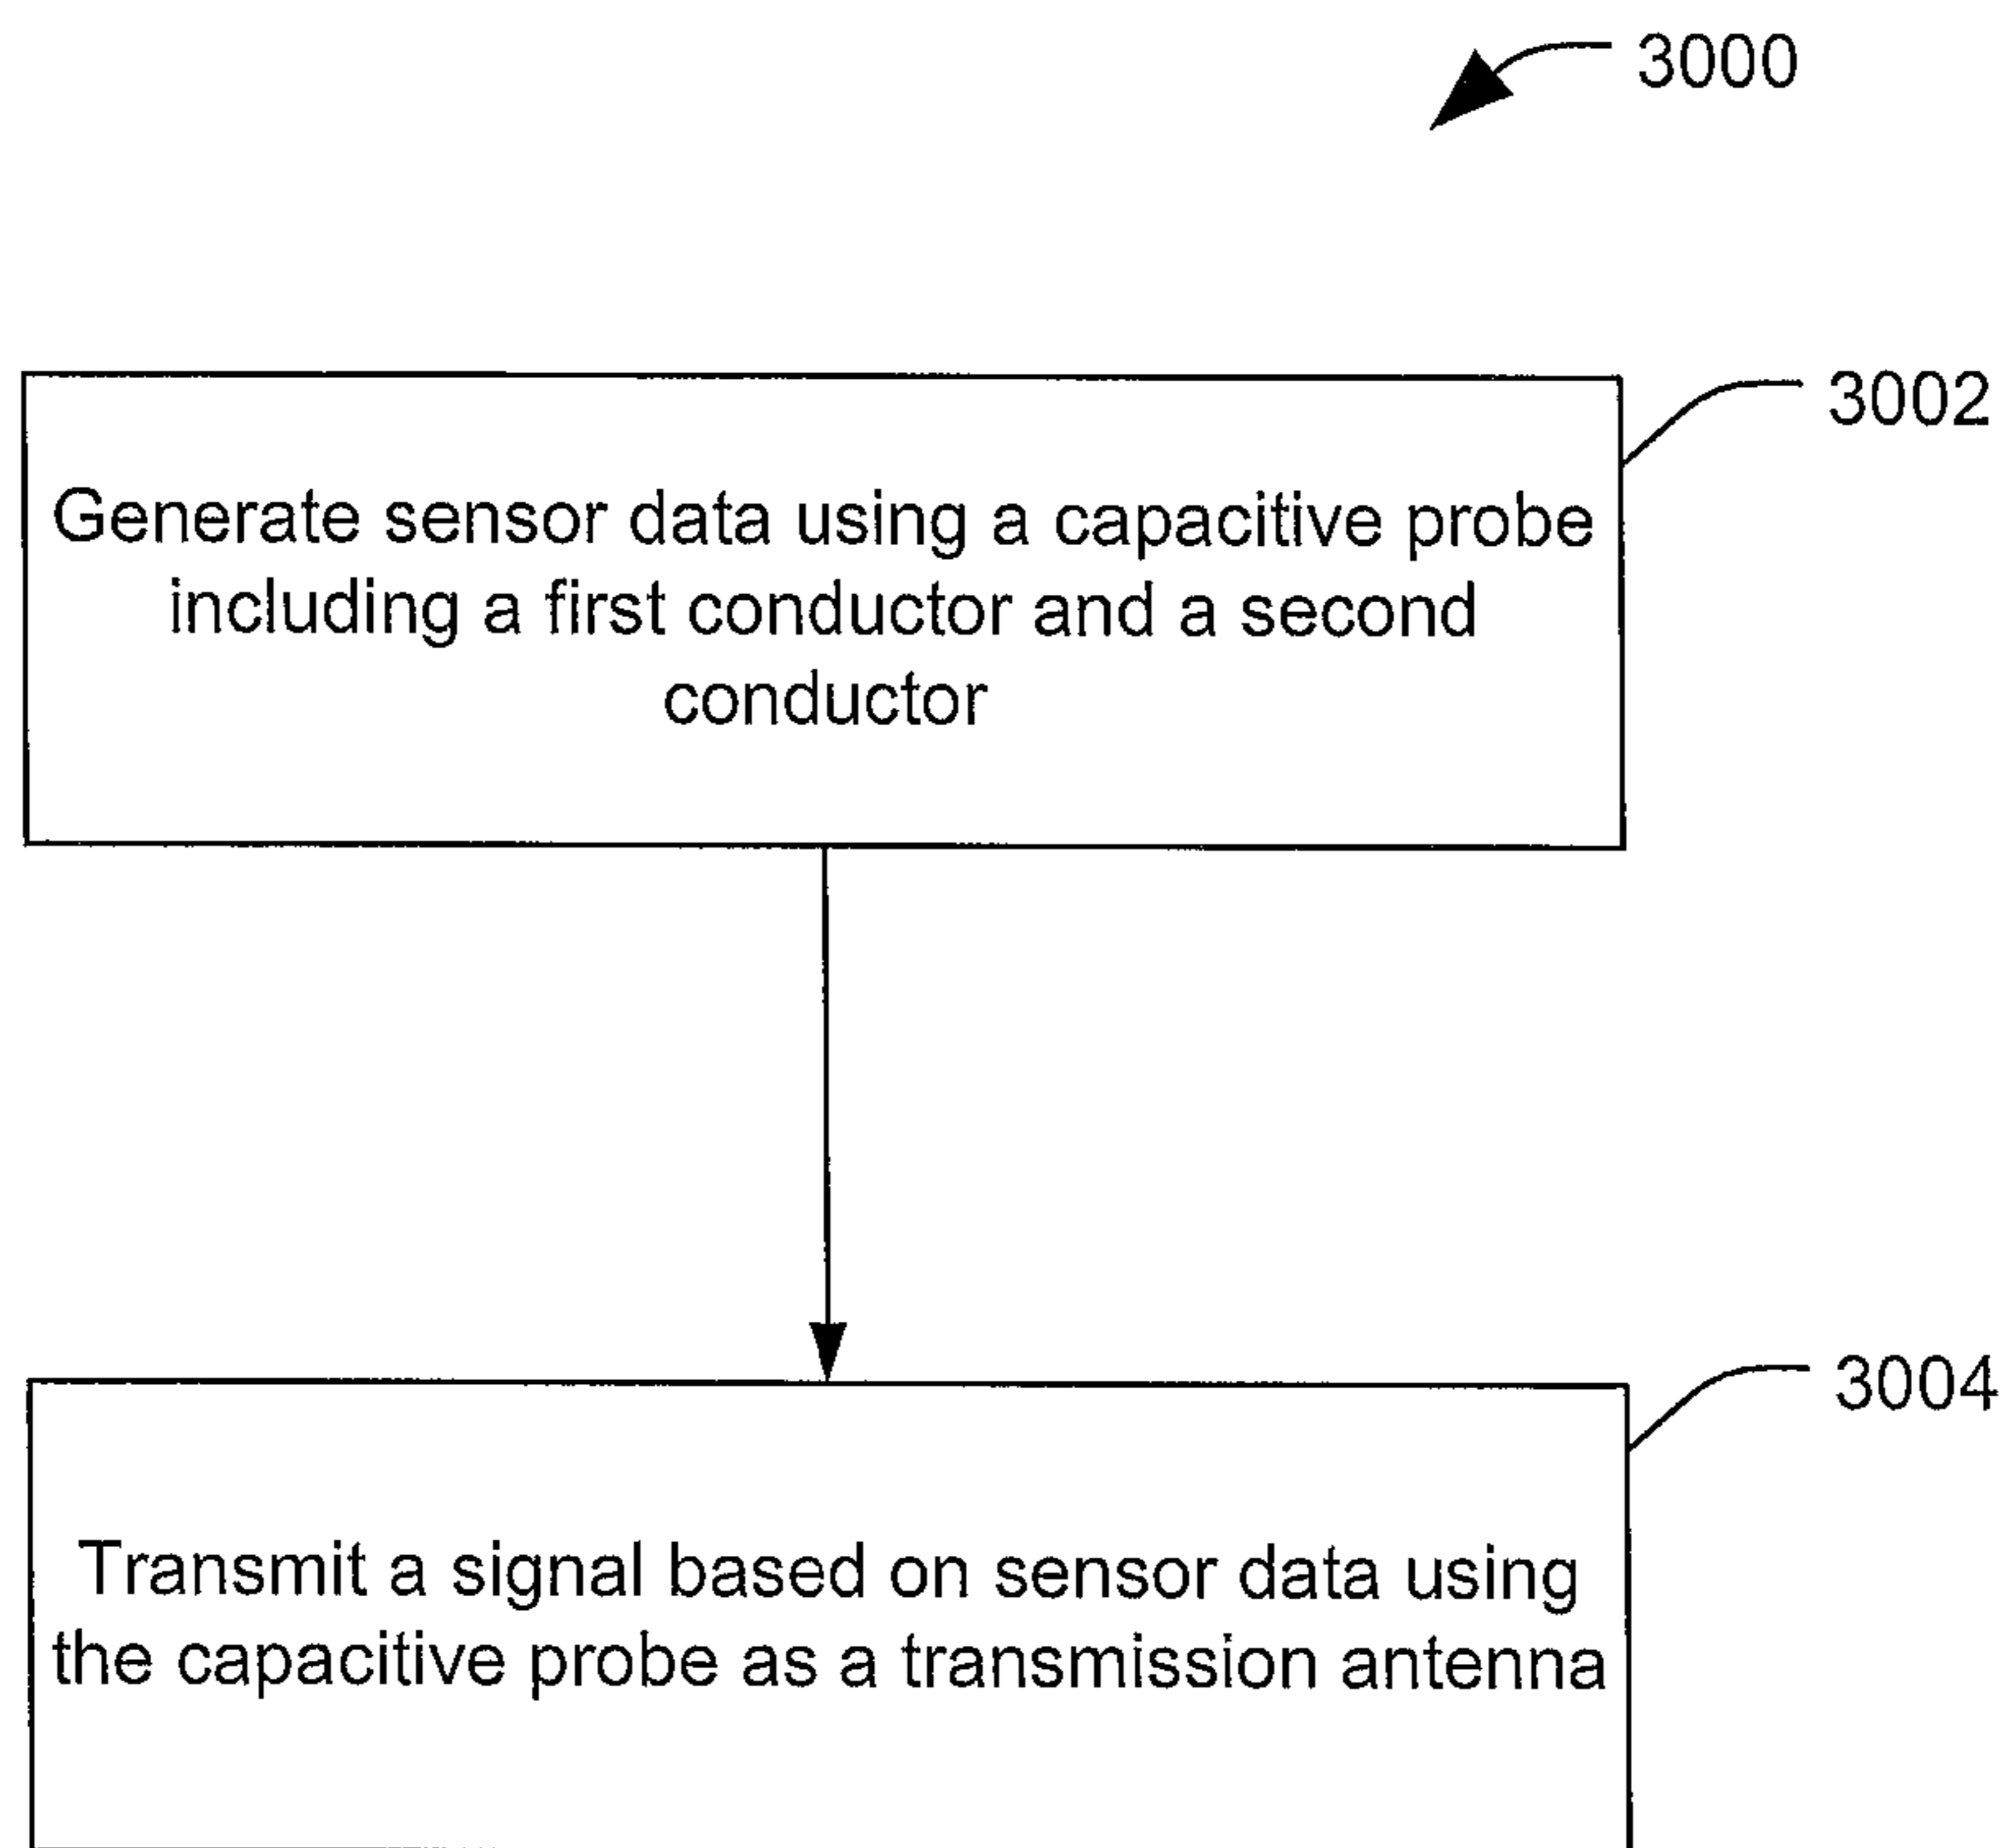 3000
3002
Generate sensor data using a capacitive probe
including a first conductor and a second
conductor
3004
Transmit a signal based on sensor data using
the capacitive probe as a transmission antenna